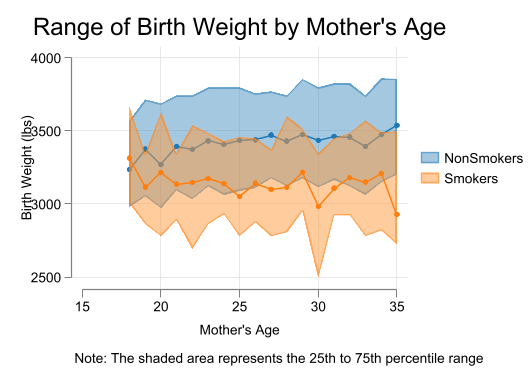 Range of Birth Weight by Mother's Age
4000
3500
3000
2500
Birth Weight (lbs)
15
20
25
30
35
Mother's Age
NonSmokers
Smokers
Note: The shaded area represents the 25th to 75th percentile range